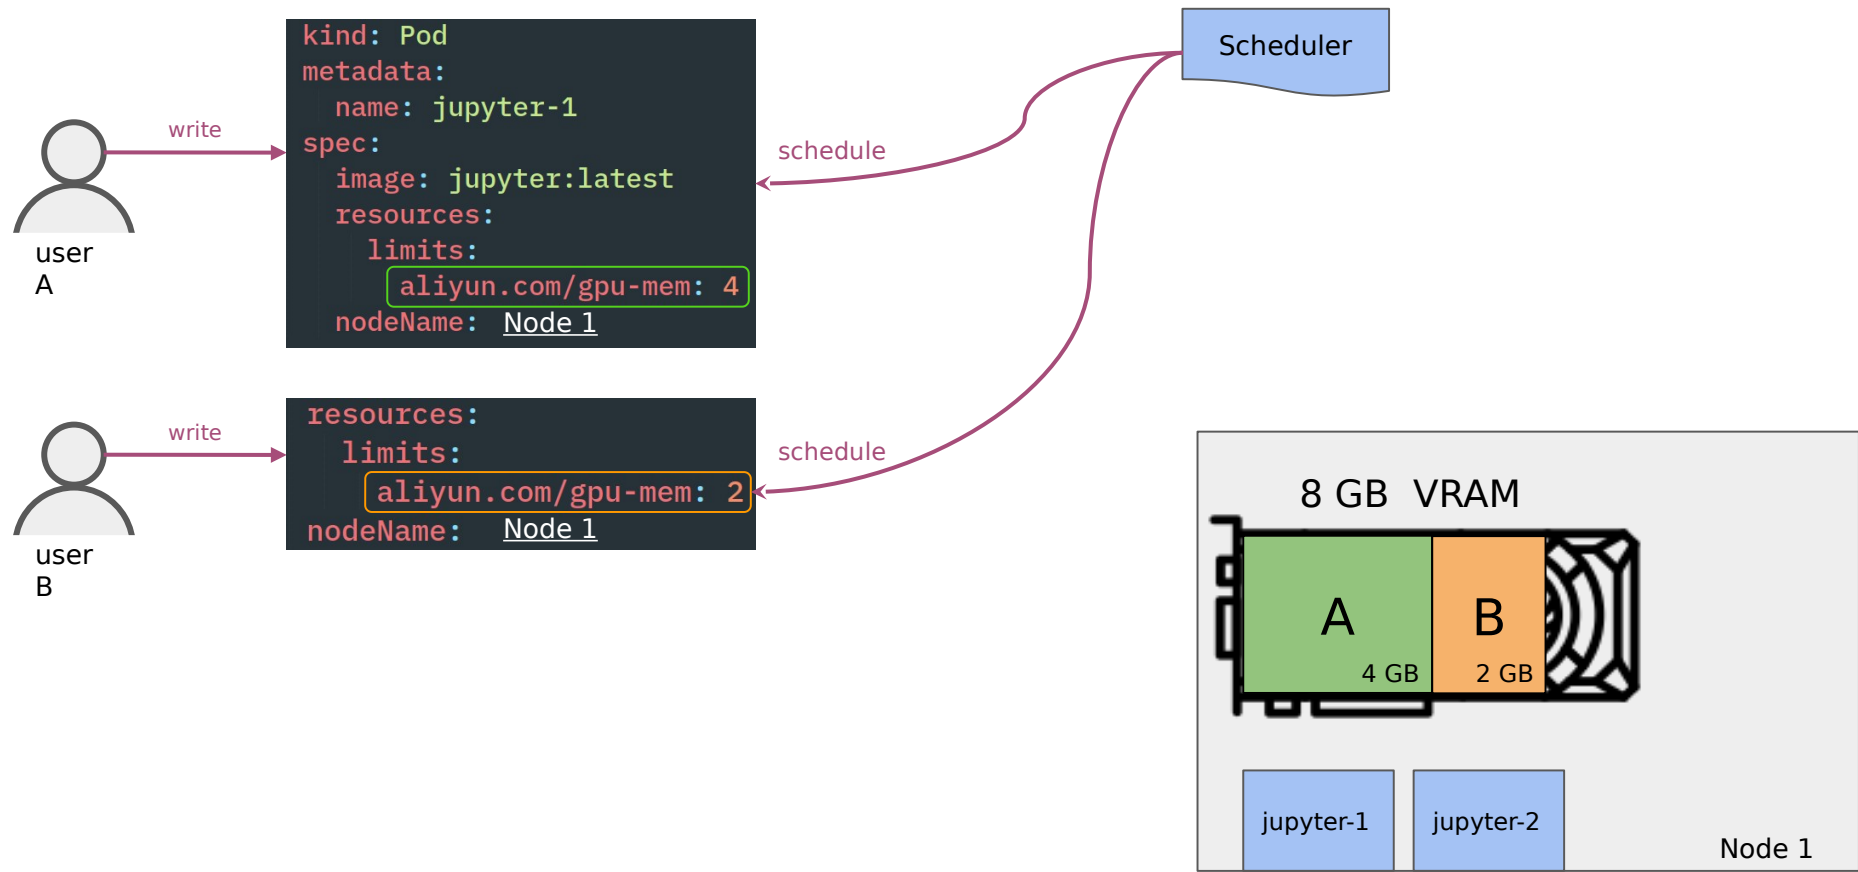 kind: Pod
metadata:
name: jupyter-1
spec:
image: jupyter:latest
resources:
limits:
aliyun.com/gpu-mem: 4
nodeName: Node 1
write
user
A
schedule
Scheduler
resources:
limits:
aliyun.com/gpu-mem: 2
nodeName: Node 1
write
user
B
schedule
8 GB VRAM
A
4 GB
B
2 GB
jupyter-1
jupyter-2
Node 1